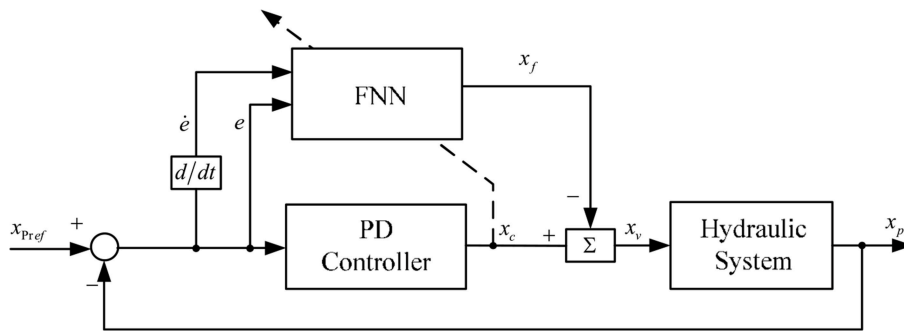 x_f
FNN
ė
e
d/dt
x_Pref
+
−
PD
Controller
x_c
+
−
Σ
x_v
Hydraulic
System
x_p